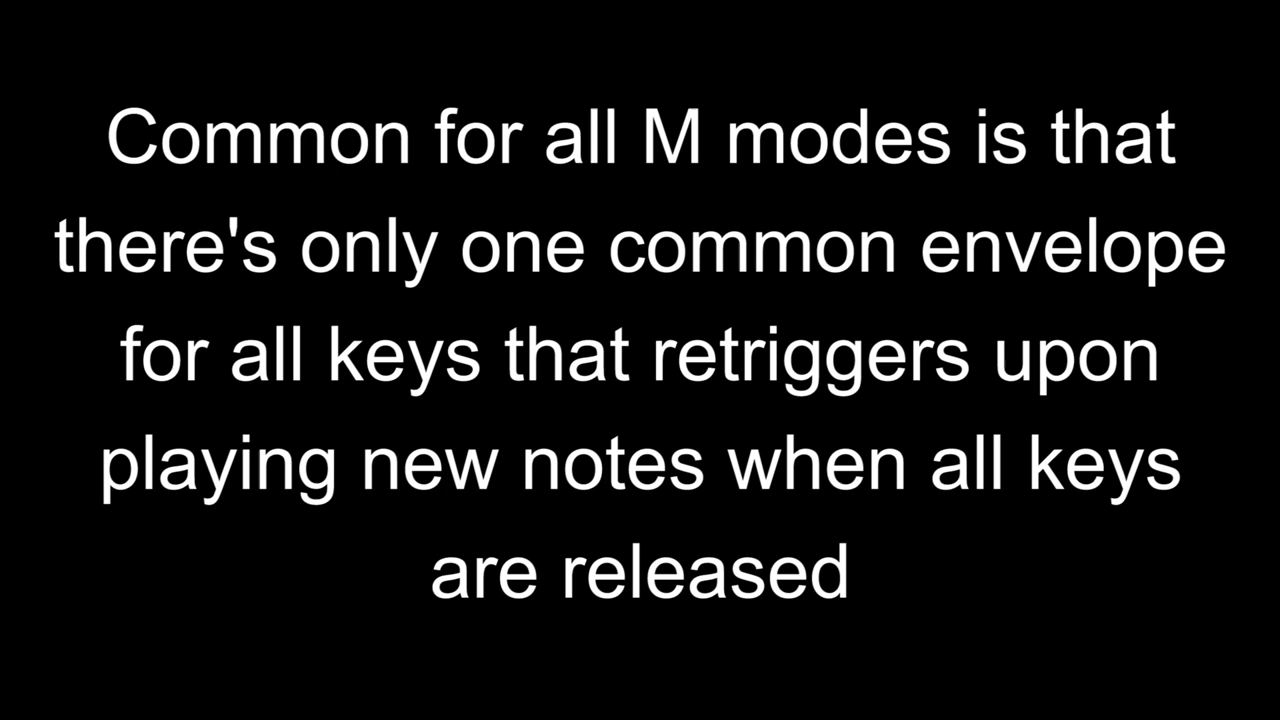 Common for all M modes is that
there's only one common envelope
for all keys that retriggers upon
playing new notes when all keys
are released